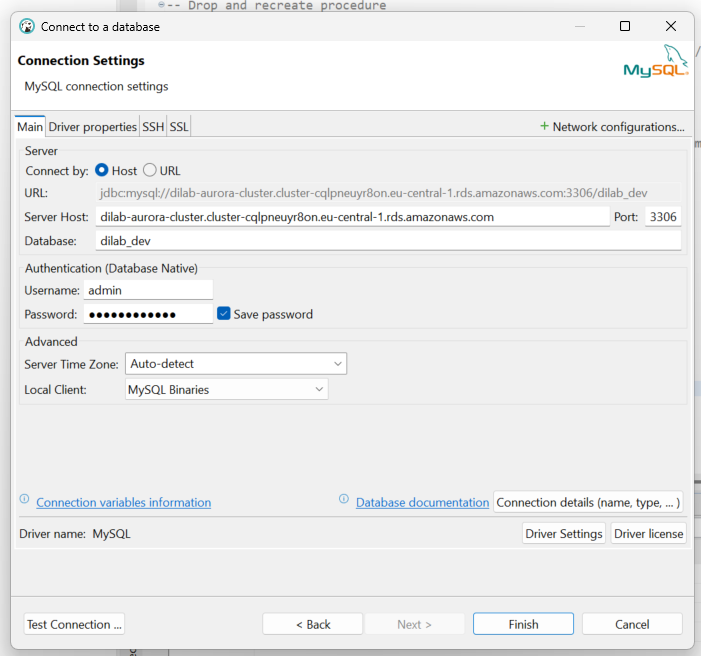 -- Drop and recreate procedure
Connect to a database
Connection Settings
MySQL connection settings
MySQL
Main Driver properties SSH SSL + Network configurations...
Server
Connect by: Host URL
URL: jdbc:mysql://dilab-aurora-cluster.cluster-cqlpneuyr8on.eu-central-1.rds.amazonaws.com:3306/dilab_dev
Server Host: dilab-aurora-cluster.cluster-cqlpneuyr8on.eu-central-1.rds.amazonaws.com Port: 3306
Database: dilab_dev
Authentication (Database Native)
Username: admin
Password: ●●●●●●●●●●●● Save password
Advanced
Server Time Zone: Auto-detect
Local Client: MySQL Binaries
Connection variables information Database documentation Connection details (name, type, ... )
Driver name: MySQL Driver Settings Driver license
Test Connection ... < Back Next > Finish Cancel